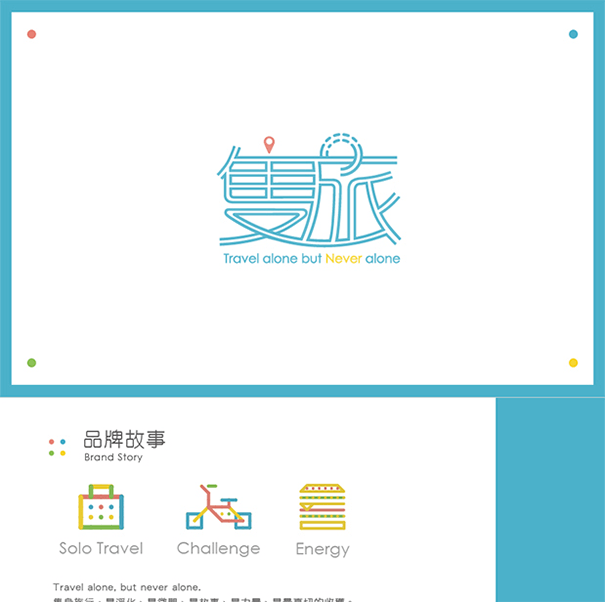 隻旅
Travel alone but Never alone
品牌故事
Brand Story
Solo Travel
Challenge
Energy
Travel alone, but never alone.